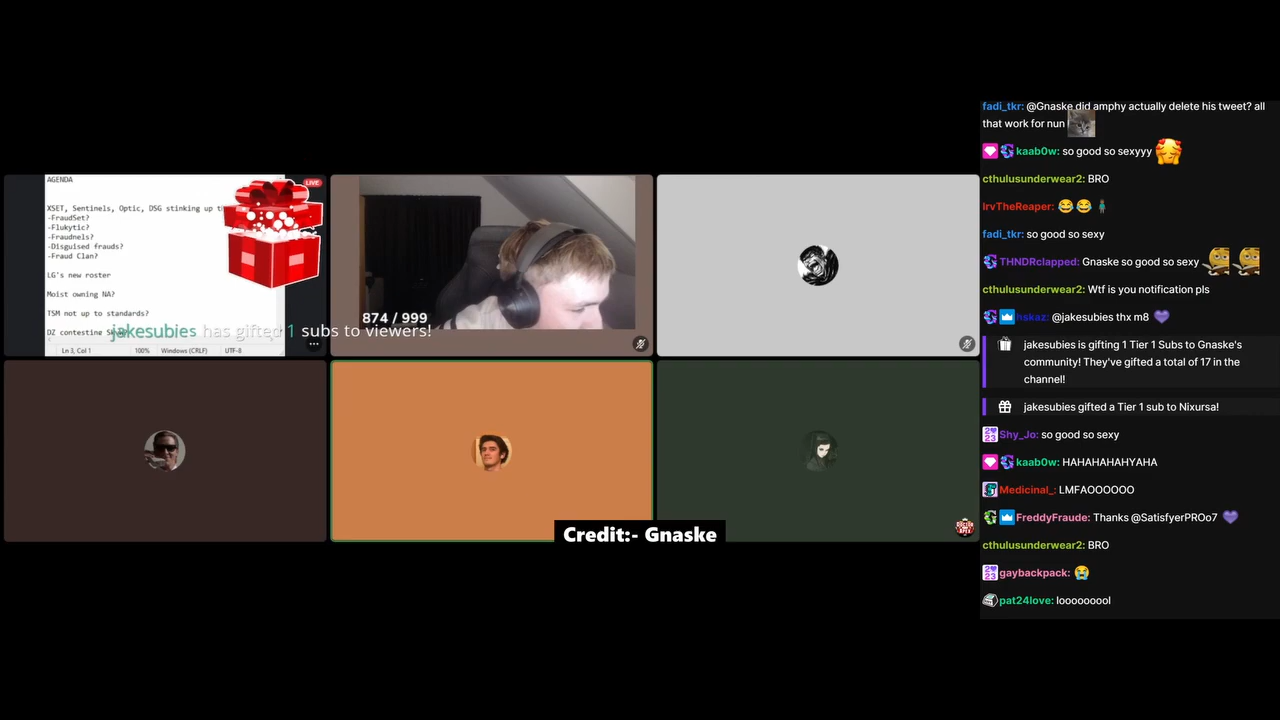 AGENDA
LIVE
XSET, Sentinels, Optic, DSG stinking up
-FraudSet?
-Flukytic?
-Fraudnels?
-Disguised frauds?
-Fraud Clan?
LG's new roster
Moist owning NA?
TSM not up to standards?
DZ contesting
jakesubies has gifted 1 subs to viewers!
Ln 3, Col 1 100% Windows (CRLF) UTF-8
874 / 999
Credit:- Gnaske
fadi_tkr: @Gnaske did amphy actually delete his tweet? all
that work for nun
kaab0w: so good so sexyyy
cthulusunderwear2: BRO
IrvTheReaper:
fadi_tkr: so good so sexy
THNDRclapped: Gnaske so good so sexy
cthulusunderwear2: Wtf is you notification pls
hskaz: @jakesubies thx m8
jakesubies is gifting 1 Tier 1 Subs to Gnaske's
community! They've gifted a total of 17 in the
channel!
jakesubies gifted a Tier 1 sub to Nixursa!
Shy_Jo: so good so sexy
kaab0w: HAHAHAHAHYAHA
Medicinal_: LMFAOOOOOO
FreddyFraude: Thanks @SatisfyerPROo7
cthulusunderwear2: BRO
gaybackpack:
pat24love: looooooool